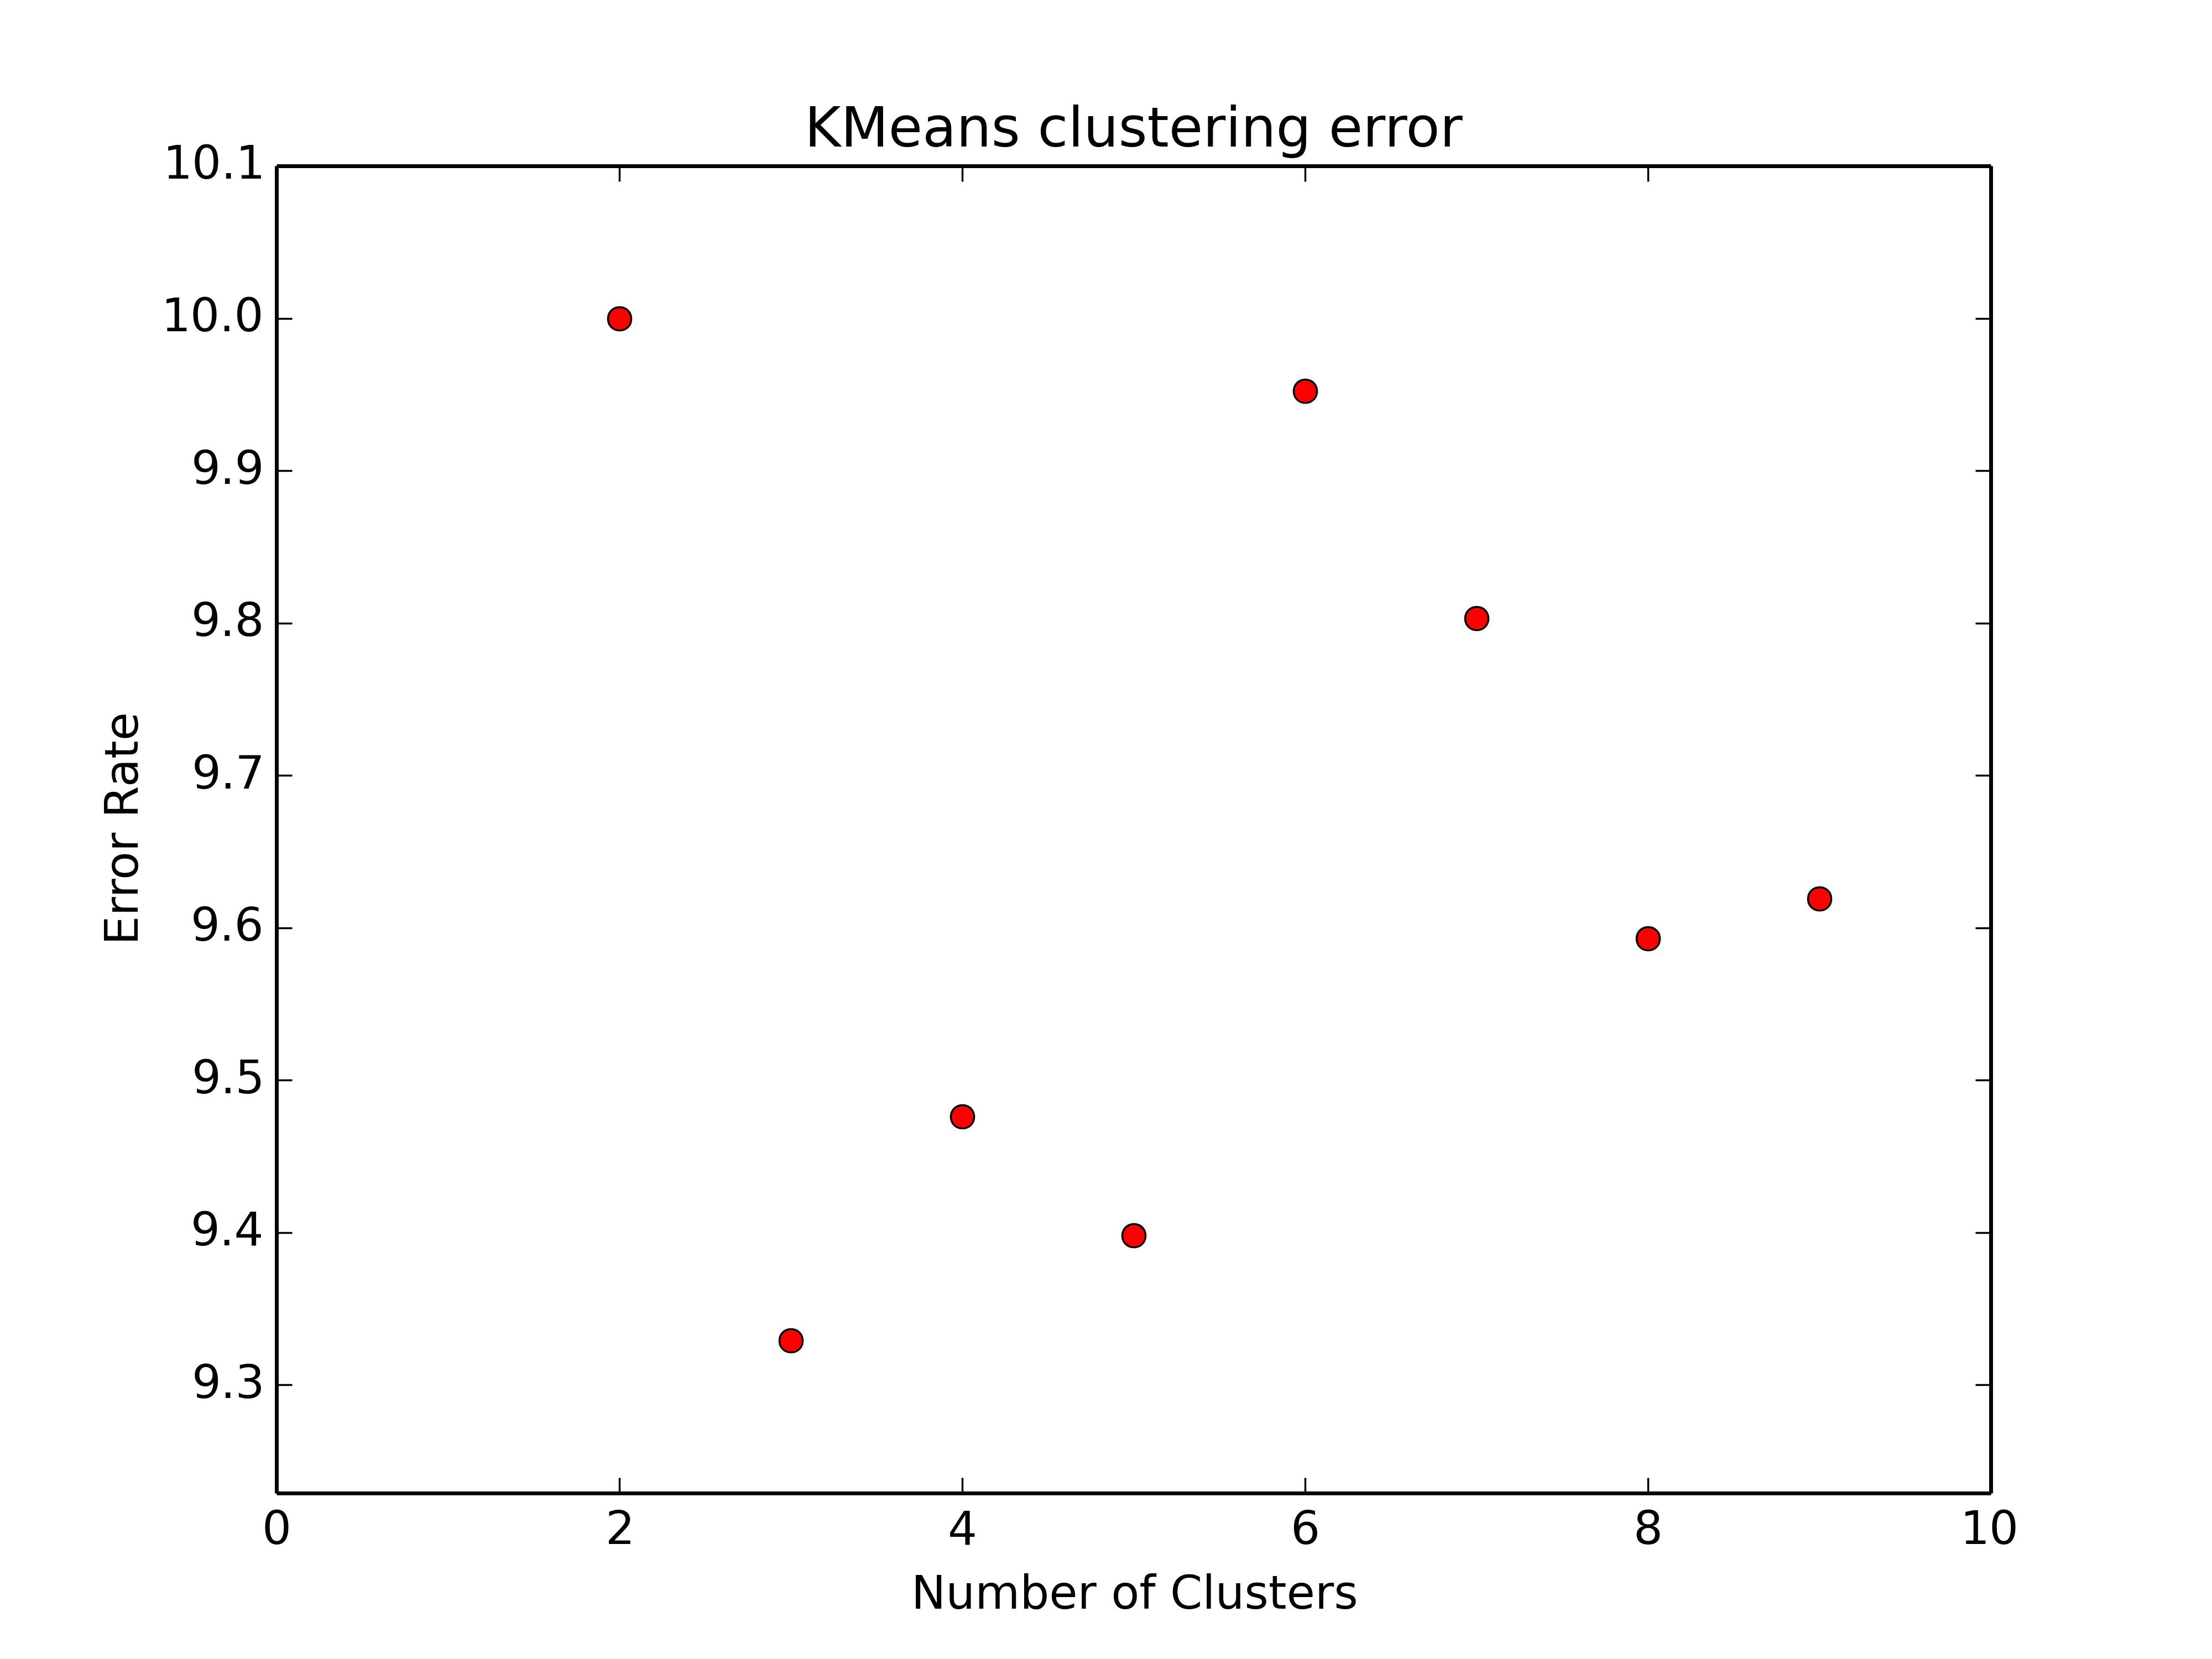 KMeans clustering error
10.1
10.0
9.9
9.8
9.7
9.6
9.5
9.4
9.3
Error Rate
0 2 4 6 8 10
Number of Clusters